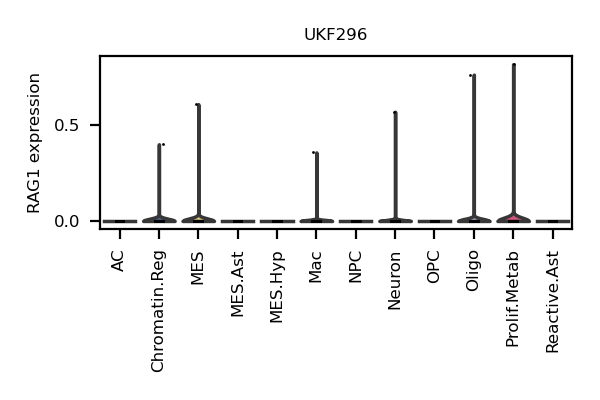 UKF296
RAG1 expression
0.5
0.0
AC
Chromatin.Reg
MES
MES.Ast
MES.Hyp
Mac
NPC
Neuron
OPC
Oligo
Prolif.Metab
Reactive.Ast